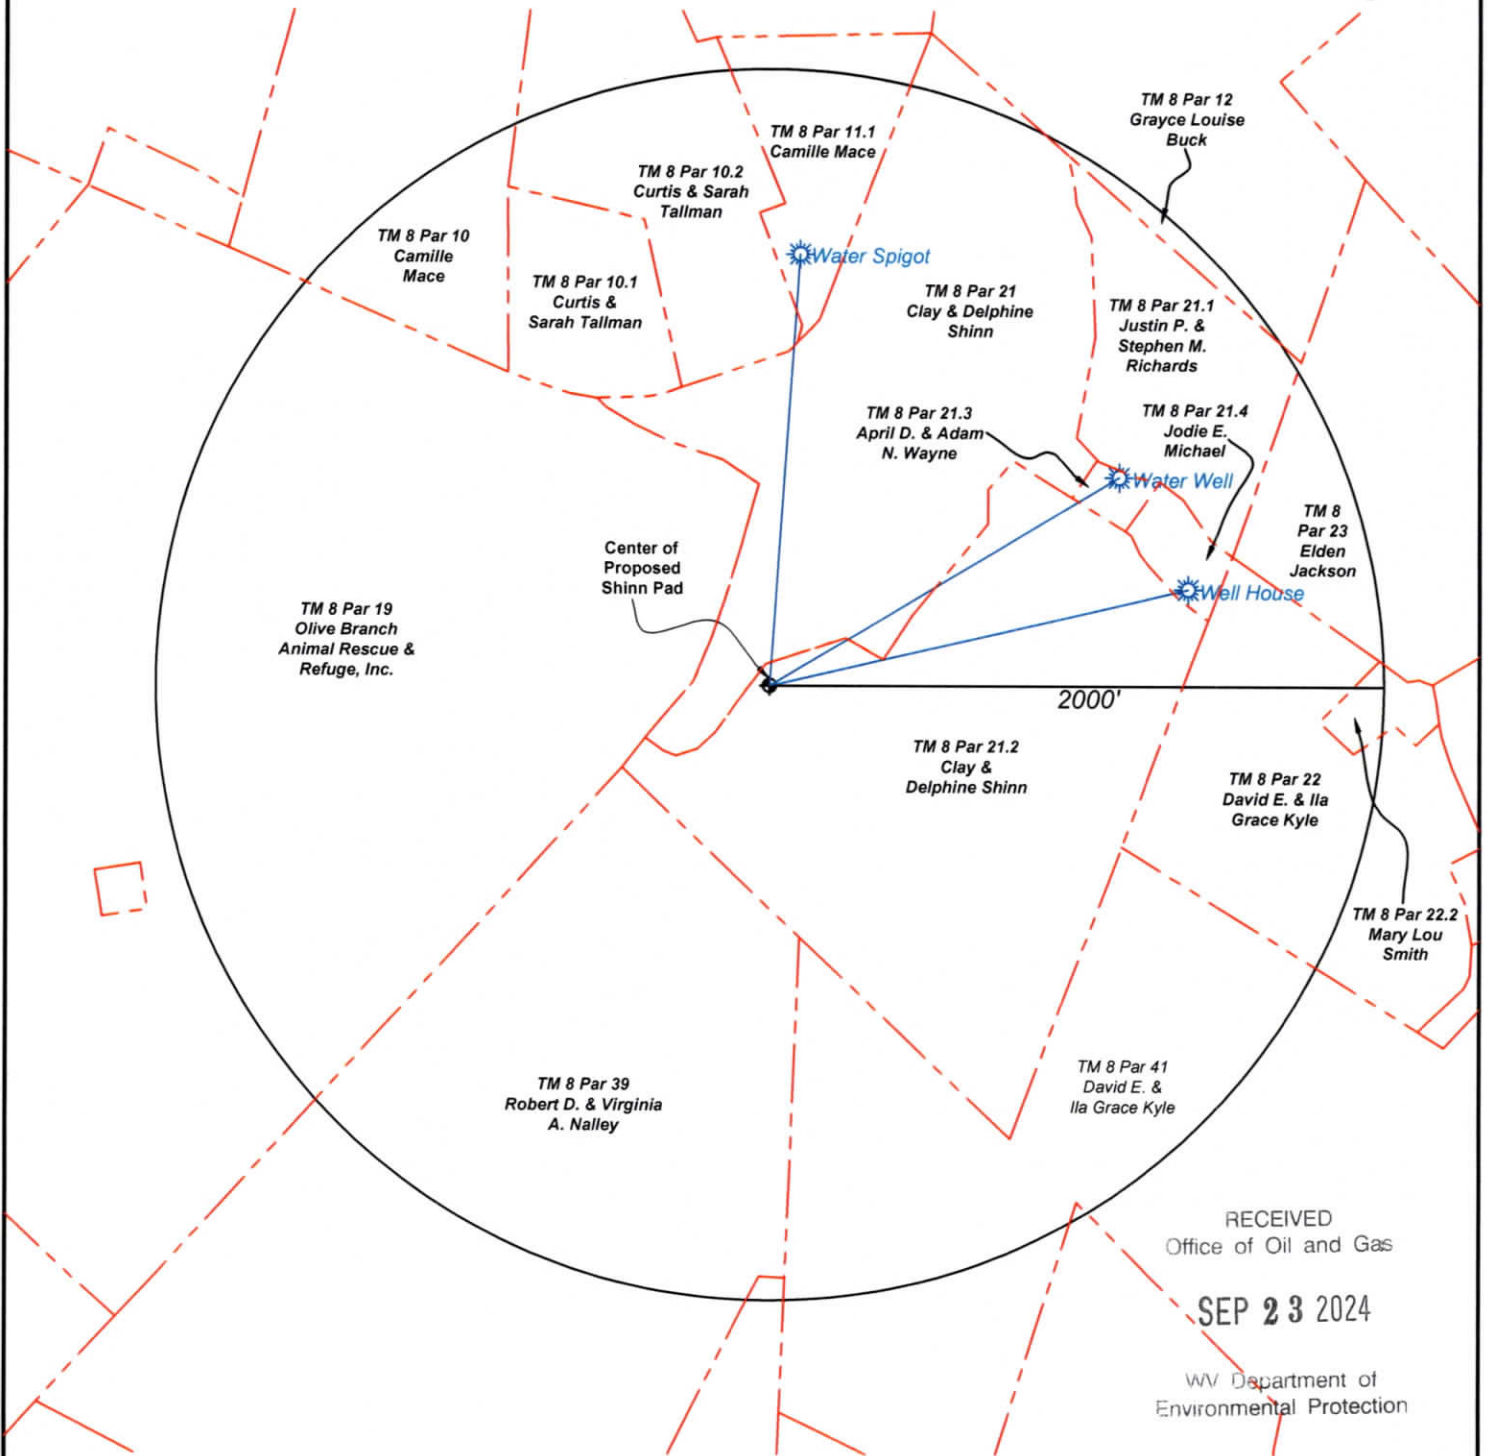 TM 8 Par 12
Grayce Louise
Buck
TM 8 Par 11.1
Camille Mace
TM 8 Par 10.2
Curtis & Sarah
Tallman
TM 8 Par 10
Camille
Mace
TM 8 Par 10.1
Curtis &
Sarah Tallman
Water Spigot
TM 8 Par 21
Clay & Delphine
Shinn
TM 8 Par 21.1
Justin P. &
Stephen M.
Richards
TM 8 Par 21.3
April D. & Adam
N. Wayne
TM 8 Par 21.4
Jodie E.
Michael
Water Well
TM 8
Par 23
Elden
Jackson
Center of
Proposed
Shinn Pad
Well House
TM 8 Par 19
Olive Branch
Animal Rescue &
Refuge, Inc.
2000'
TM 8 Par 21.2
Clay &
Delphine Shinn
TM 8 Par 22
David E. & Ila
Grace Kyle
TM 8 Par 22.2
Mary Lou
Smith
TM 8 Par 39
Robert D. & Virginia
A. Nalley
TM 8 Par 41
David E. &
Ila Grace Kyle
RECEIVED
Office of Oil and Gas
SEP 23 2024
WV Department of
Environmental Protection